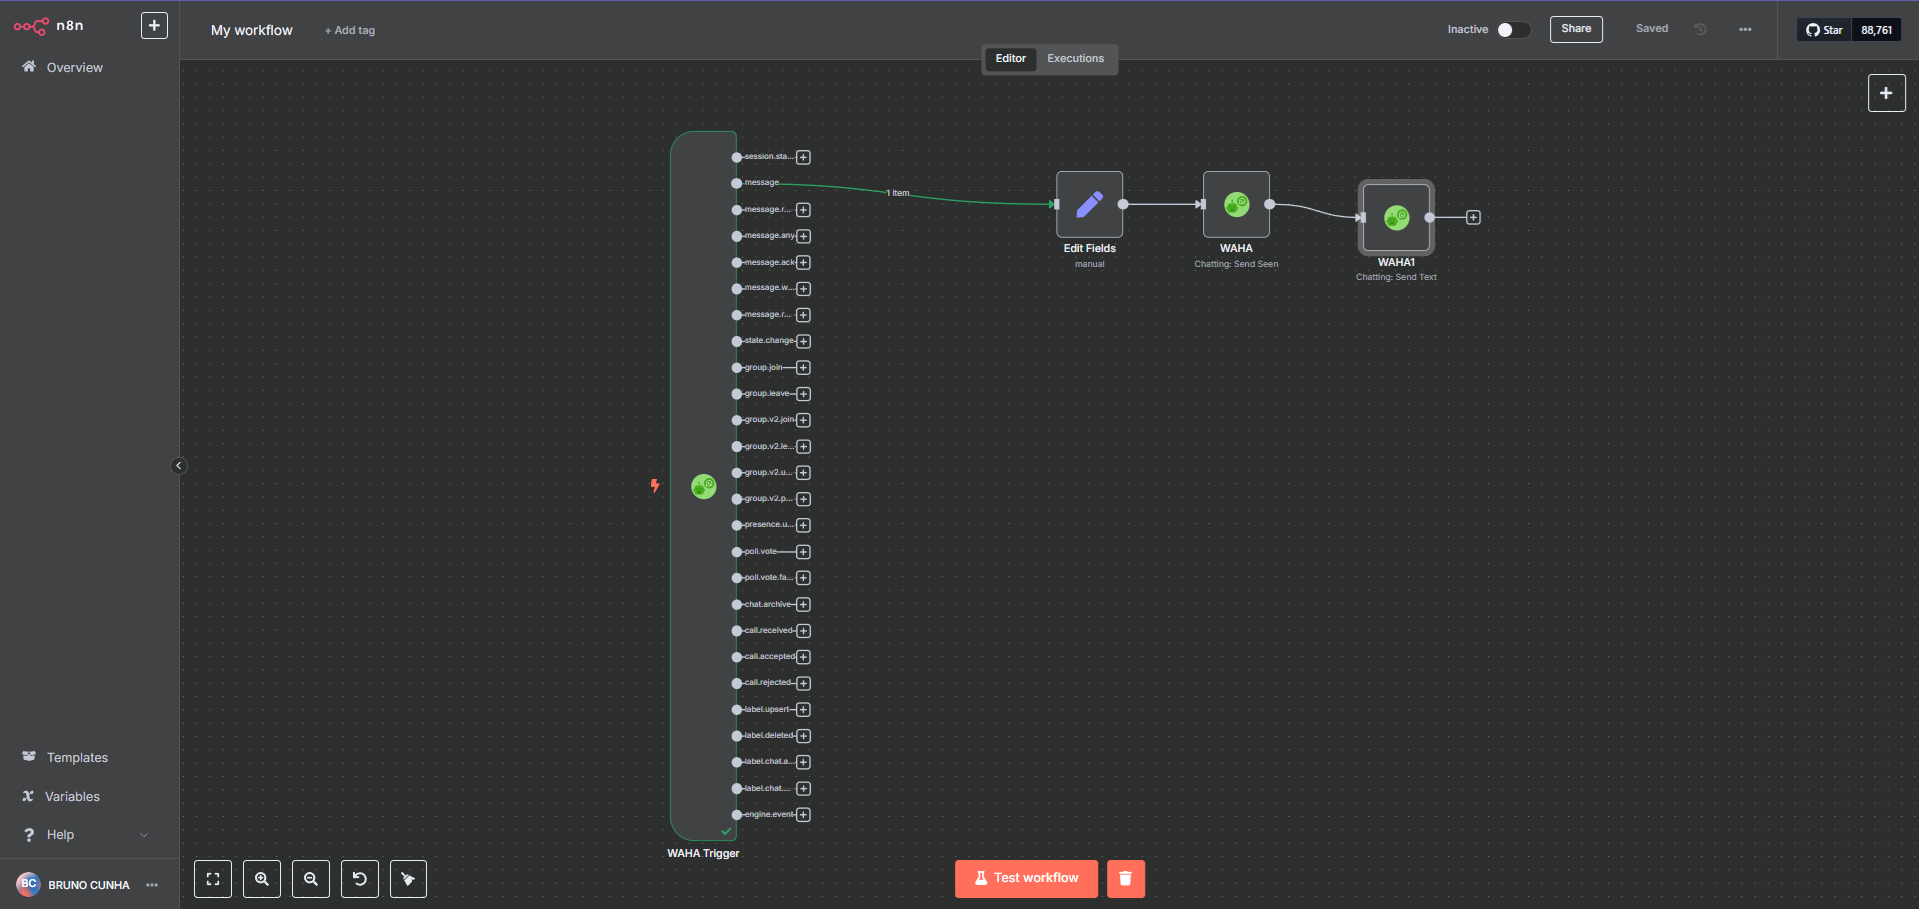 n8n
My workflow
+ Add tag
Inactive
Share
Saved
Star
88,761
Editor
Executions
Overview
session.sta...
message
1 item
message.r...
message.any
message.ack
message.w...
message.r...
state.change
group.join
group.leave
group.v2.join
group.v2.le...
group.v2.u...
group.v2.p...
presence.u...
poll.vote
poll.vote.fa...
chat.archive
call.received
call.accepted
call.rejected
label.upsert
label.deleted
label.chat.a...
label.chat....
engine.event
WAHA Trigger
Edit Fields
manual
WAHA
Chatting: Send Seen
WAHA1
Chatting: Send Text
Templates
Variables
Help
BC
BRUNO CUNHA
Test workflow